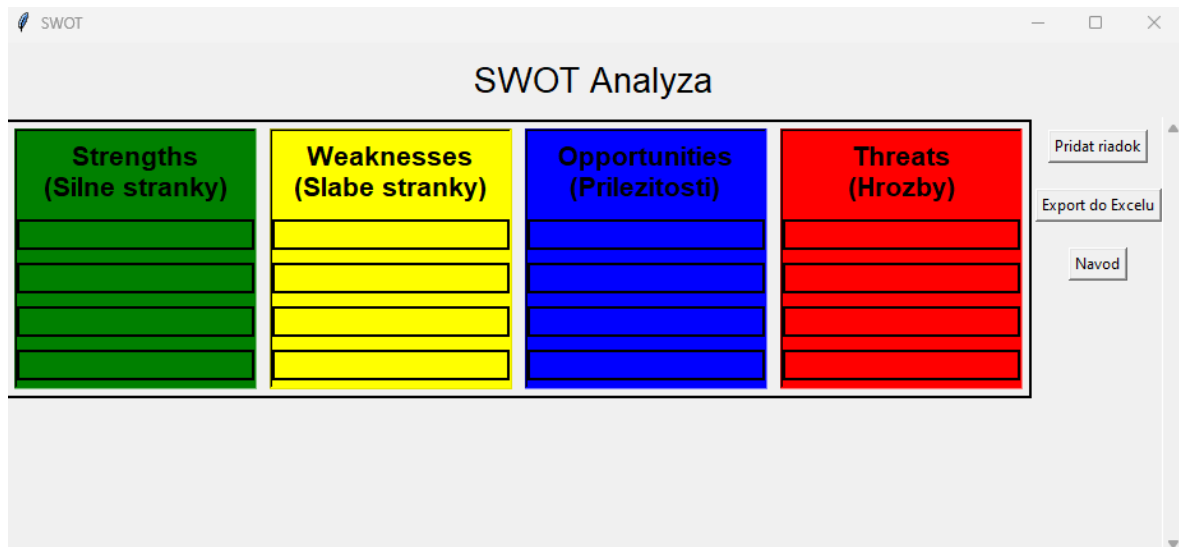 SWOT
SWOT Analyza
Strengths
(Silne stranky)
Weaknesses
(Slabe stranky)
Opportunities
(Prilezitosti)
Threats
(Hrozby)
Pridat riadok
Export do Excelu
Navod